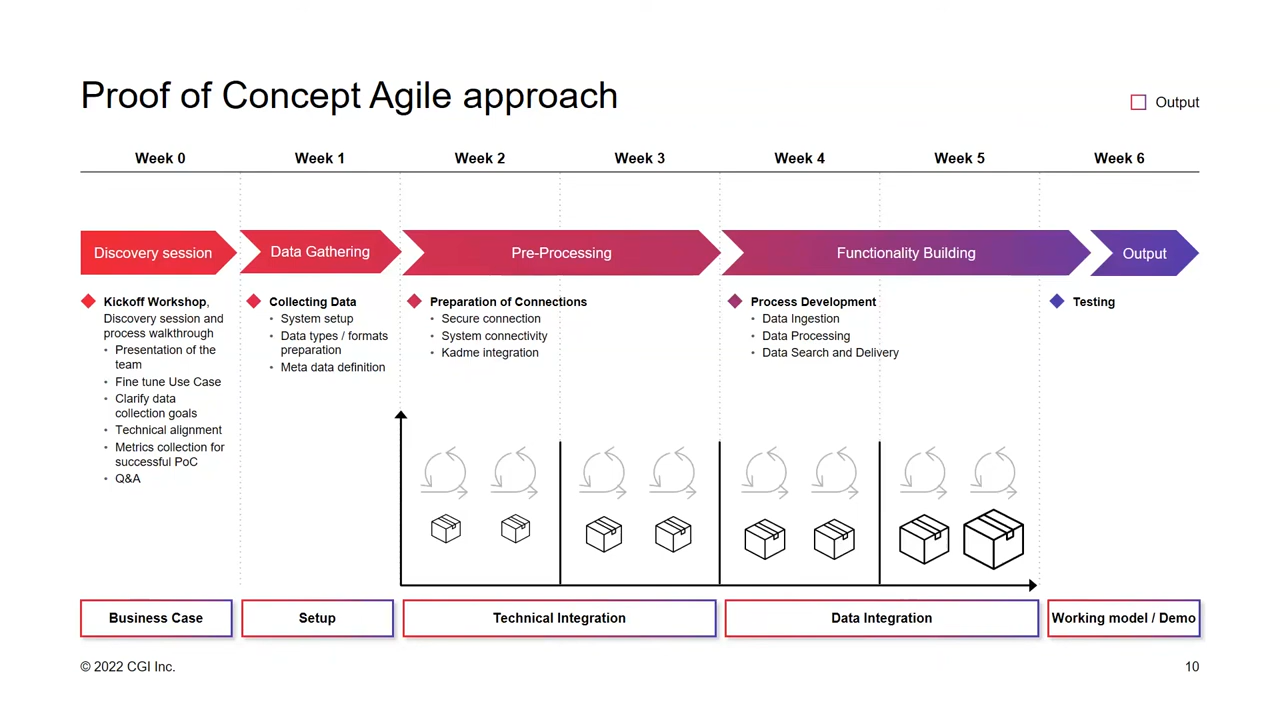 Proof of Concept Agile approach
Output
Week 0
Week 1
Week 2
Week 3
Week 4
Week 5
Week 6
Discovery session
Data Gathering
Pre-Processing
Functionality Building
Output
Kickoff Workshop,
Discovery session and
process walkthrough
• Presentation of the
team
• Fine tune Use Case
• Clarify data
collection goals
• Technical alignment
• Metrics collection for
successful PoC
• Q&A
Collecting Data
• System setup
• Data types / formats
preparation
• Meta data definition
Preparation of Connections
• Secure connection
• System connectivity
• Kadme integration
Process Development
• Data Ingestion
• Data Processing
• Data Search and Delivery
Testing
Business Case
Setup
Technical Integration
Data Integration
Working model / Demo
© 2022 CGI Inc.
10